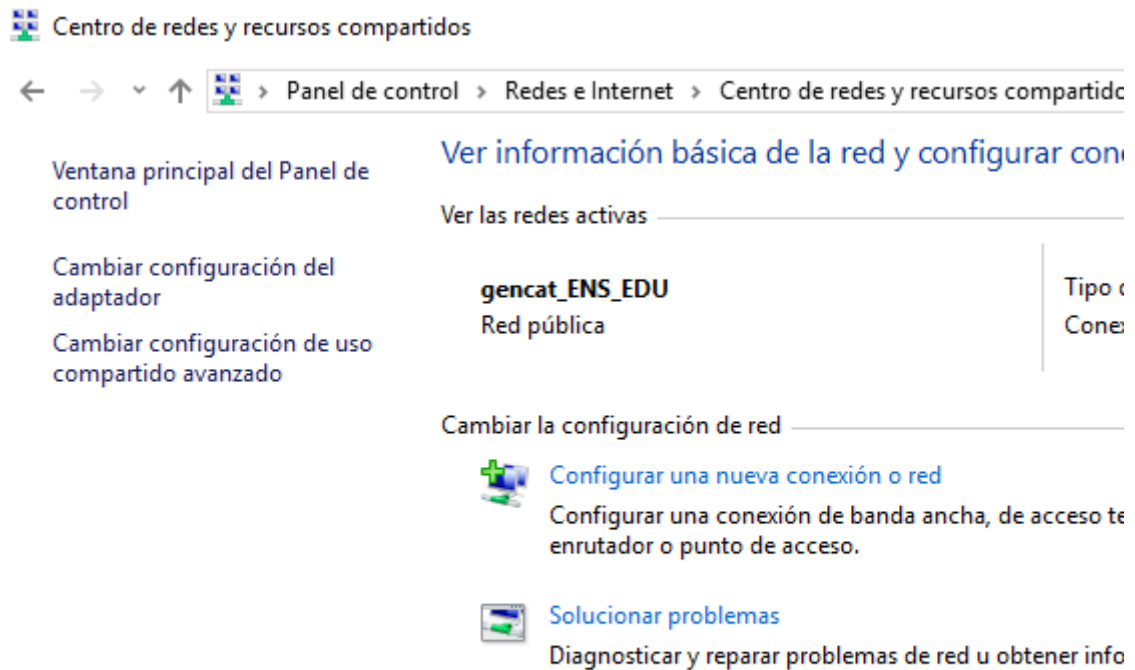 Centro de redes y recursos compartidos
Panel de control > Redes e Internet > Centro de redes y recursos compartido
Ventana principal del Panel de
control
Cambiar configuración del
adaptador
Cambiar configuración de uso
compartido avanzado
Ver información básica de la red y configurar con
Ver las redes activas
gencat_ENS_EDU
Red pública
Tipo
Conex
Cambiar la configuración de red
Configurar una nueva conexión o red
Configurar una conexión de banda ancha, de acceso te
enrutador o punto de acceso.
Solucionar problemas
Diagnosticar y reparar problemas de red u obtener info